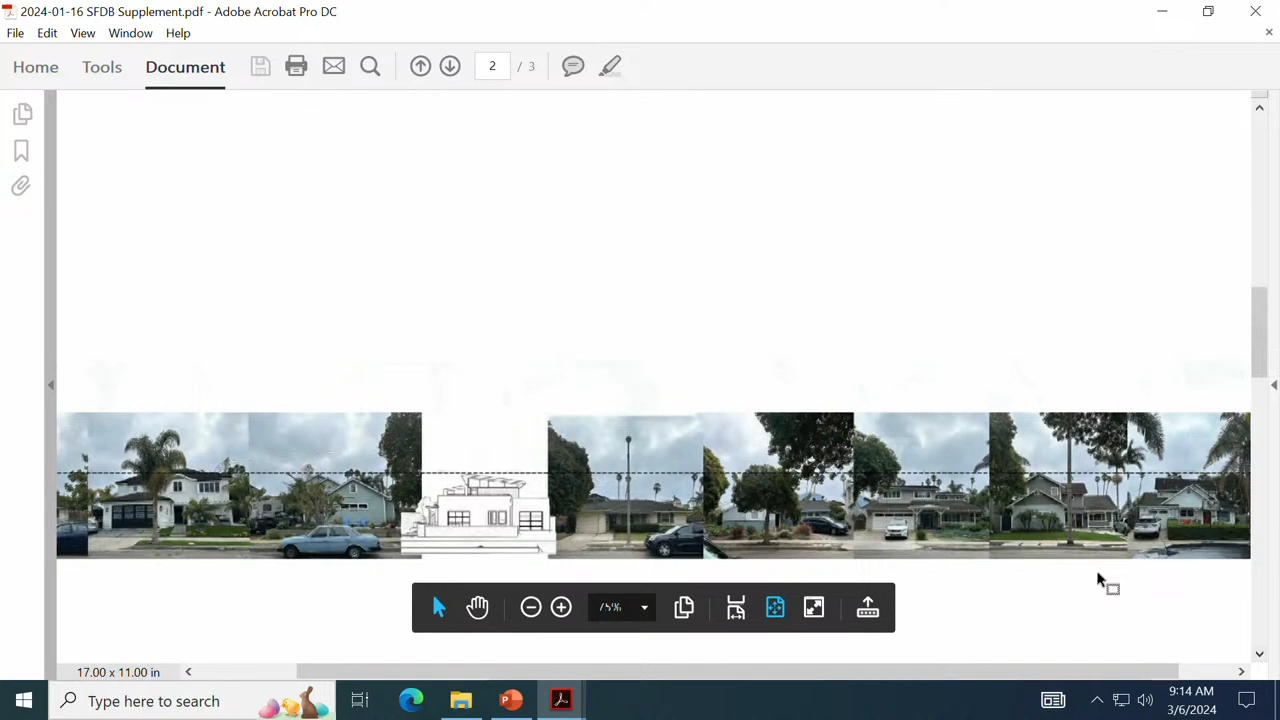 2024-01-16 SFDB Supplement.pdf - Adobe Acrobat Pro DC
File Edit View Window Help
Home Tools Document 2 / 3
75%
17.00 x 11.00 in
Type here to search
9:14 AM
3/6/2024